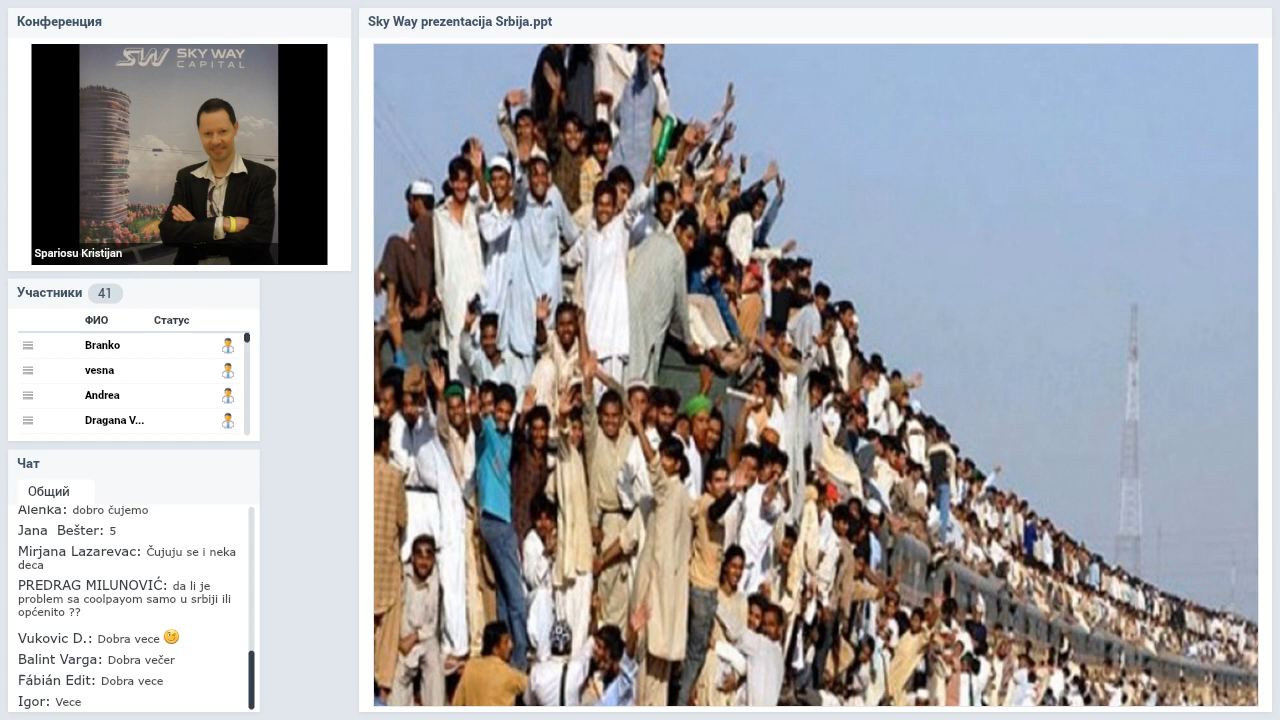 Конференция
SKY WAY
CAPITAL
Spariosu Kristijan
Участники 41
ФИО Статус
Branko
vesna
Andrea
Dragana V...
Чат
Общий
Alenka: dobro čujemo
Jana Bešter: 5
Mirjana Lazarevac: Čujuju se i neka
deca
PREDRAG MILUNOVIĆ: da li je
problem sa coolpayom samo u srbiji ili
općenito ??
Vukovic D.: Dobra vece
Balint Varga: Dobra večer
Fábián Edit: Dobra vece
Igor: Vece
Sky Way prezentacija Srbija.ppt